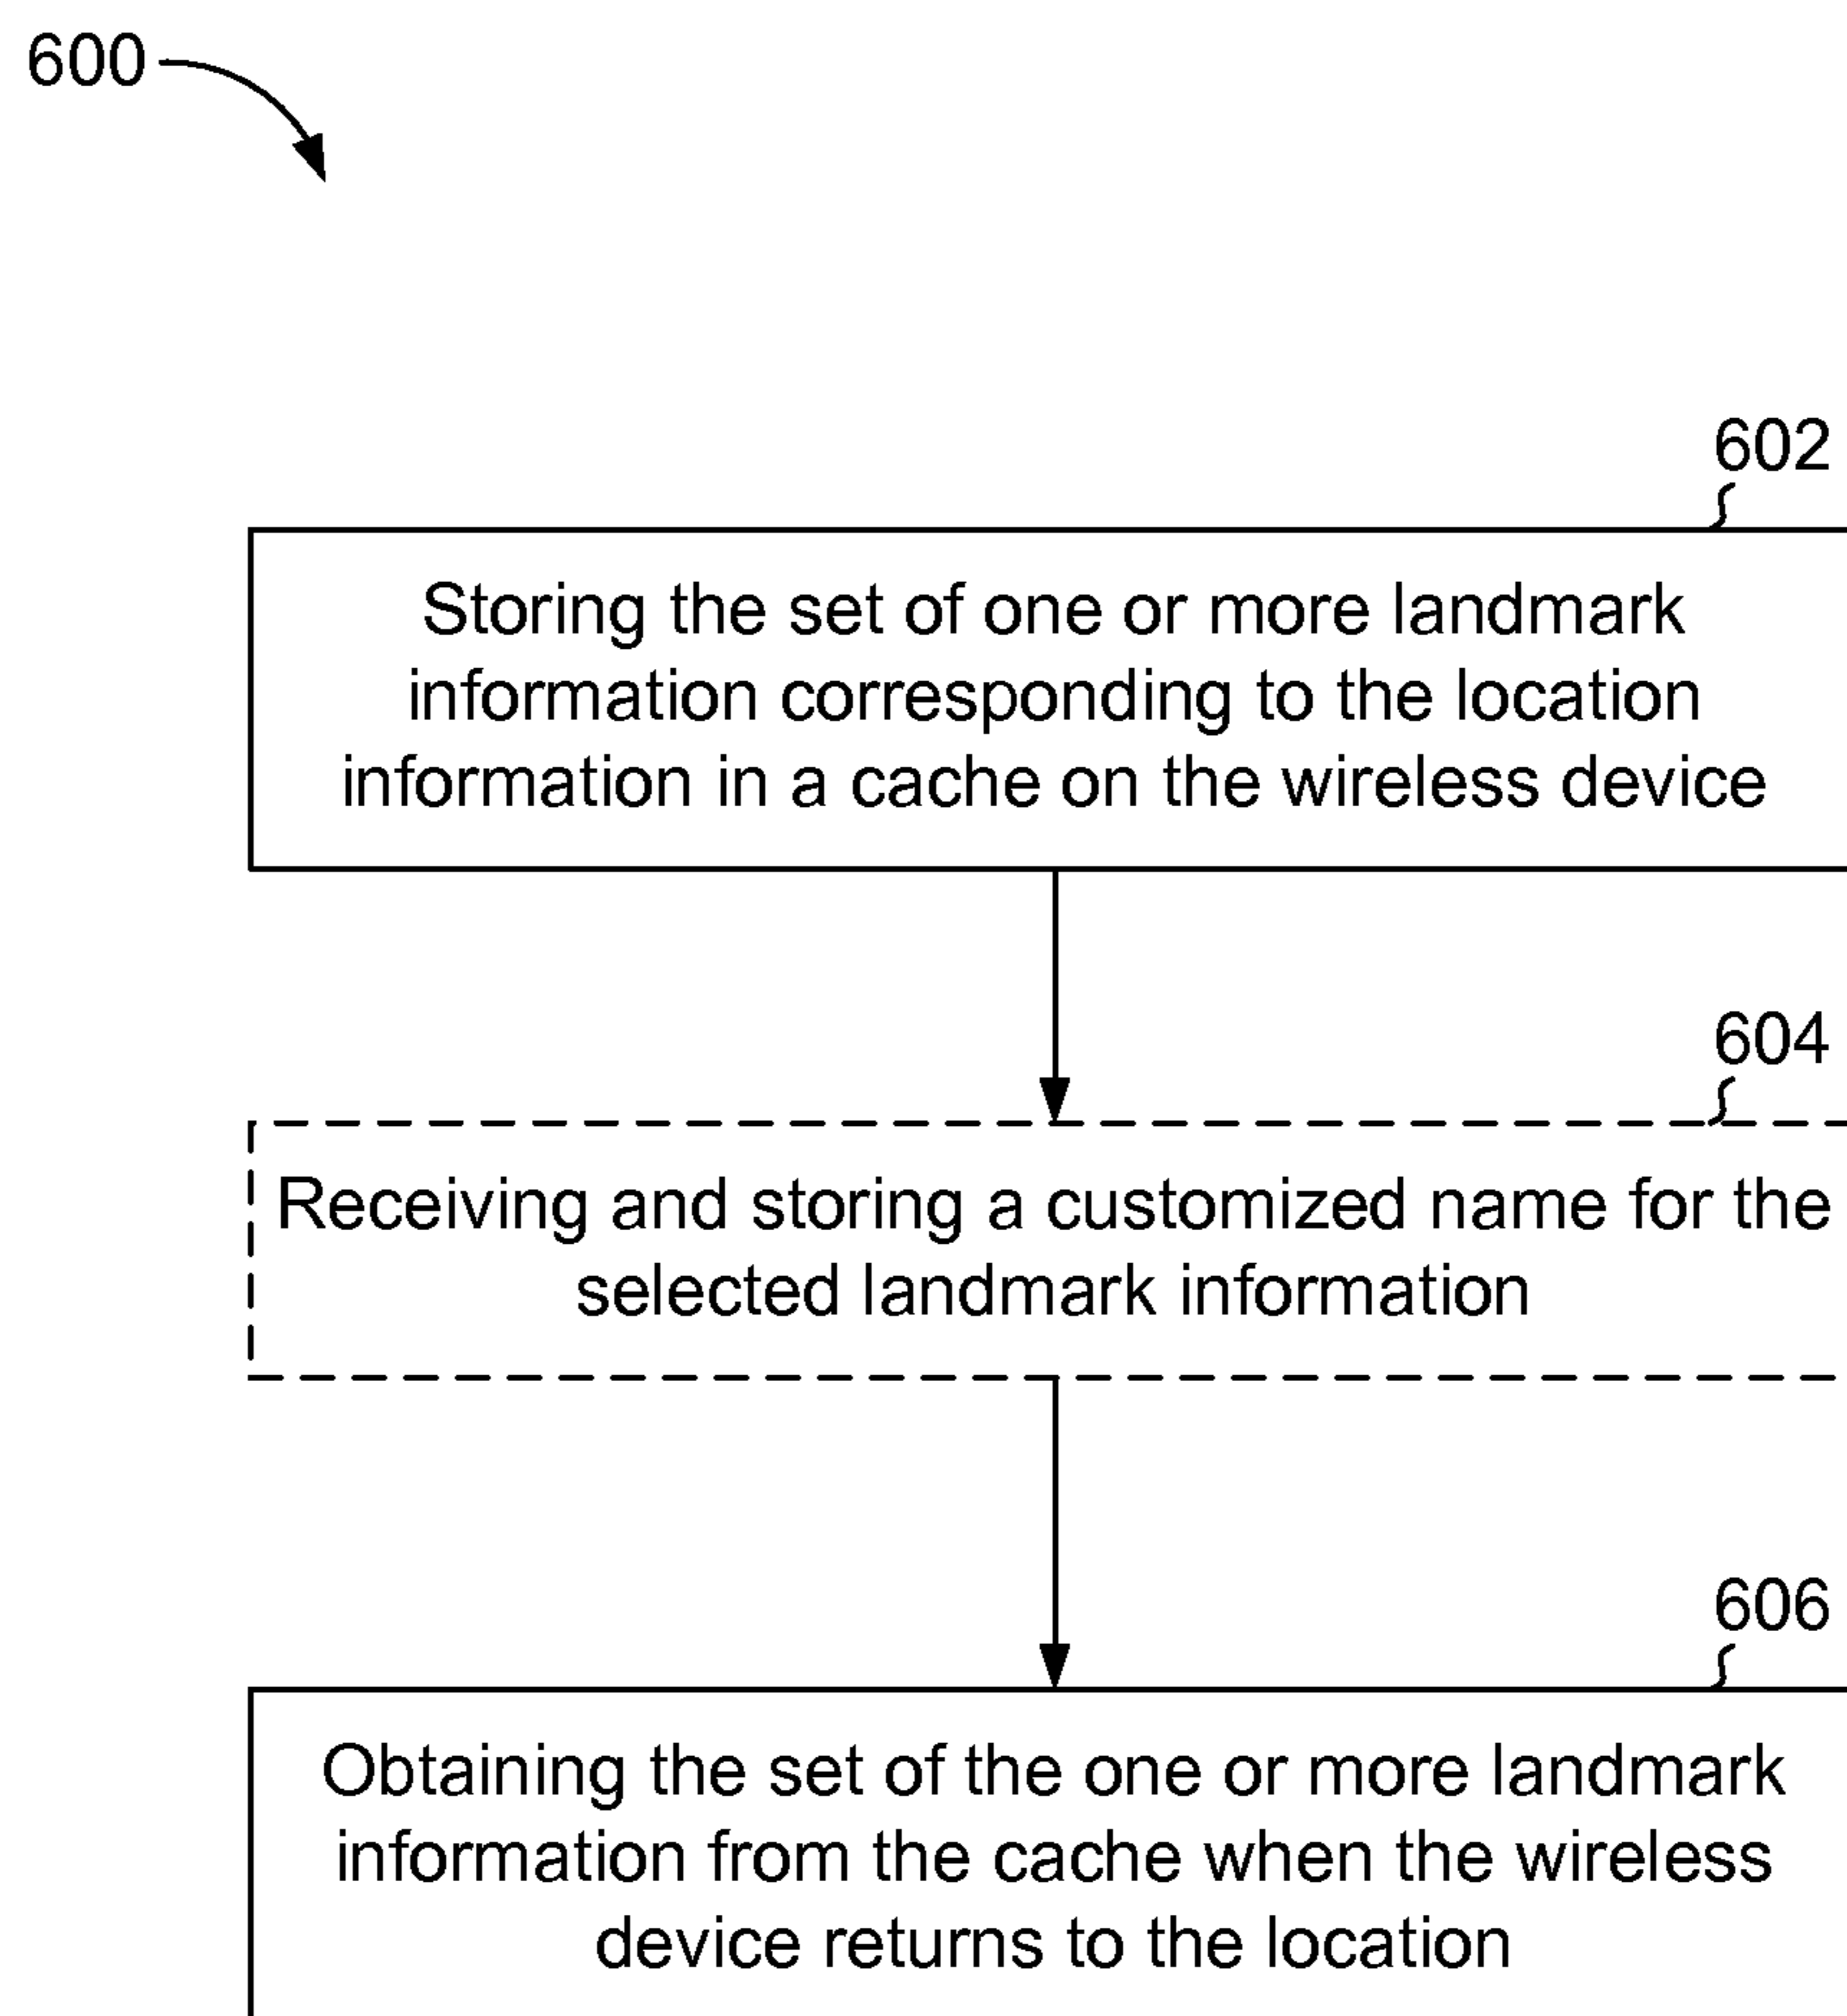 600
602
Storing the set of one or more landmark
information corresponding to the location
information in a cache on the wireless device
604
Receiving and storing a customized name for the
selected landmark information
606
Obtaining the set of the one or more landmark
information from the cache when the wireless
device returns to the location